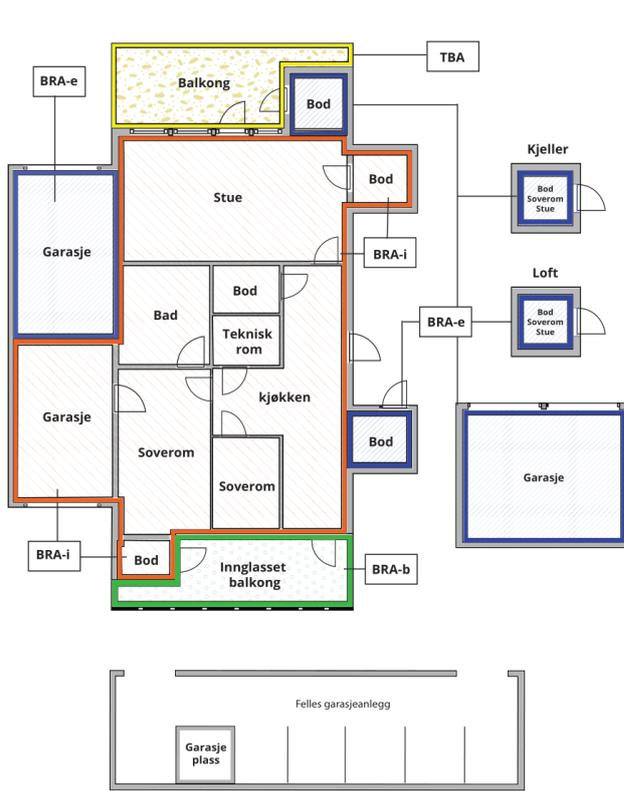 TBA
BRA-e
Balkong
Bod
Kjeller
Bod
Soverom
Stue
Bod
Stue
BRA-i
Garasje
Loft
Bod
Bad
BRA-e
Bod
Soverom
Stue
Teknisk
rom
kjøkken
Garasje
Bod
Soverom
Garasje
Soverom
BRA-i
Bod
Innglasset
balkong
BRA-b
Felles garasjeanlegg
Garasje
plass